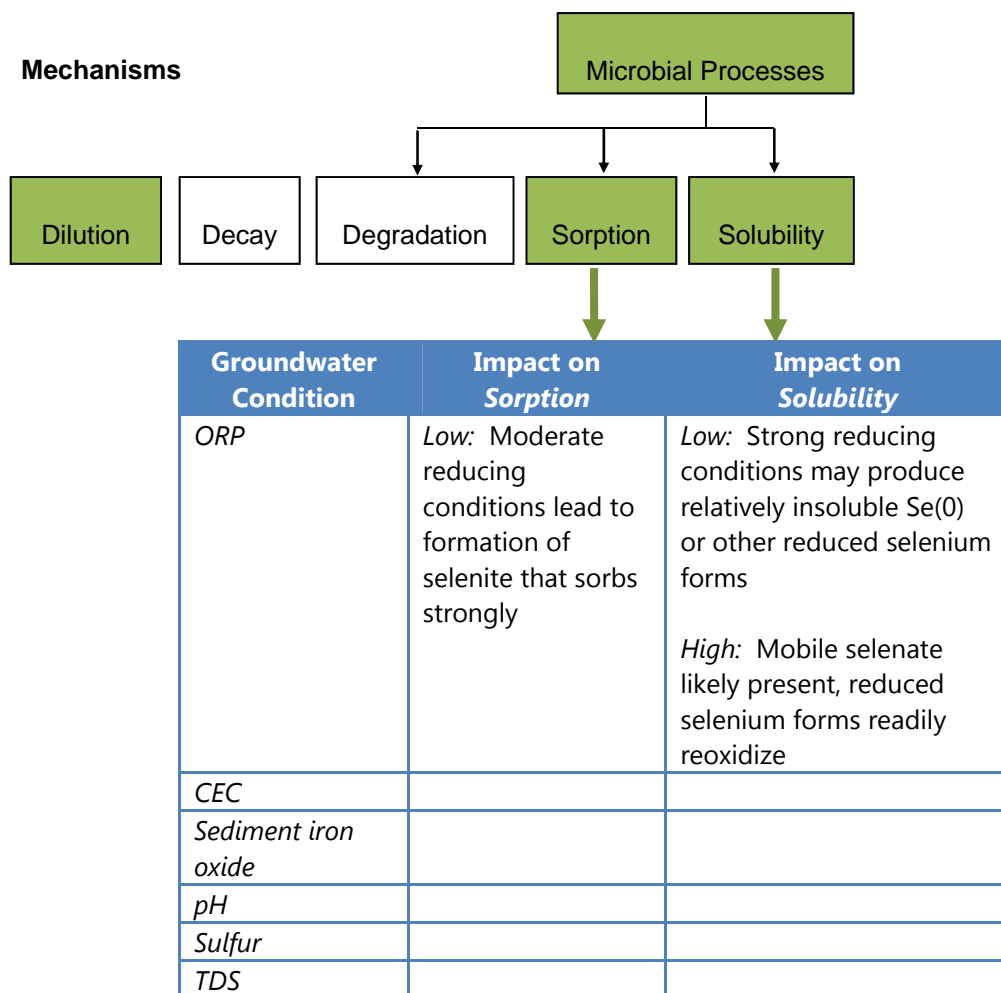 Mechanisms
Microbial Processes
Dilution
Decay
Degradation
Sorption
Solubility
Groundwater
Condition
Impact on
Sorption
Impact on
Solubility
ORP
Low: Moderate
reducing
conditions lead to
formation of
selenite that sorbs
strongly
Low: Strong reducing
conditions may produce
relatively insoluble Se(0)
or other reduced selenium
forms
High: Mobile selenate
likely present, reduced
selenium forms readily
reoxidize
CEC
Sediment iron
oxide
pH
Sulfur
TDS